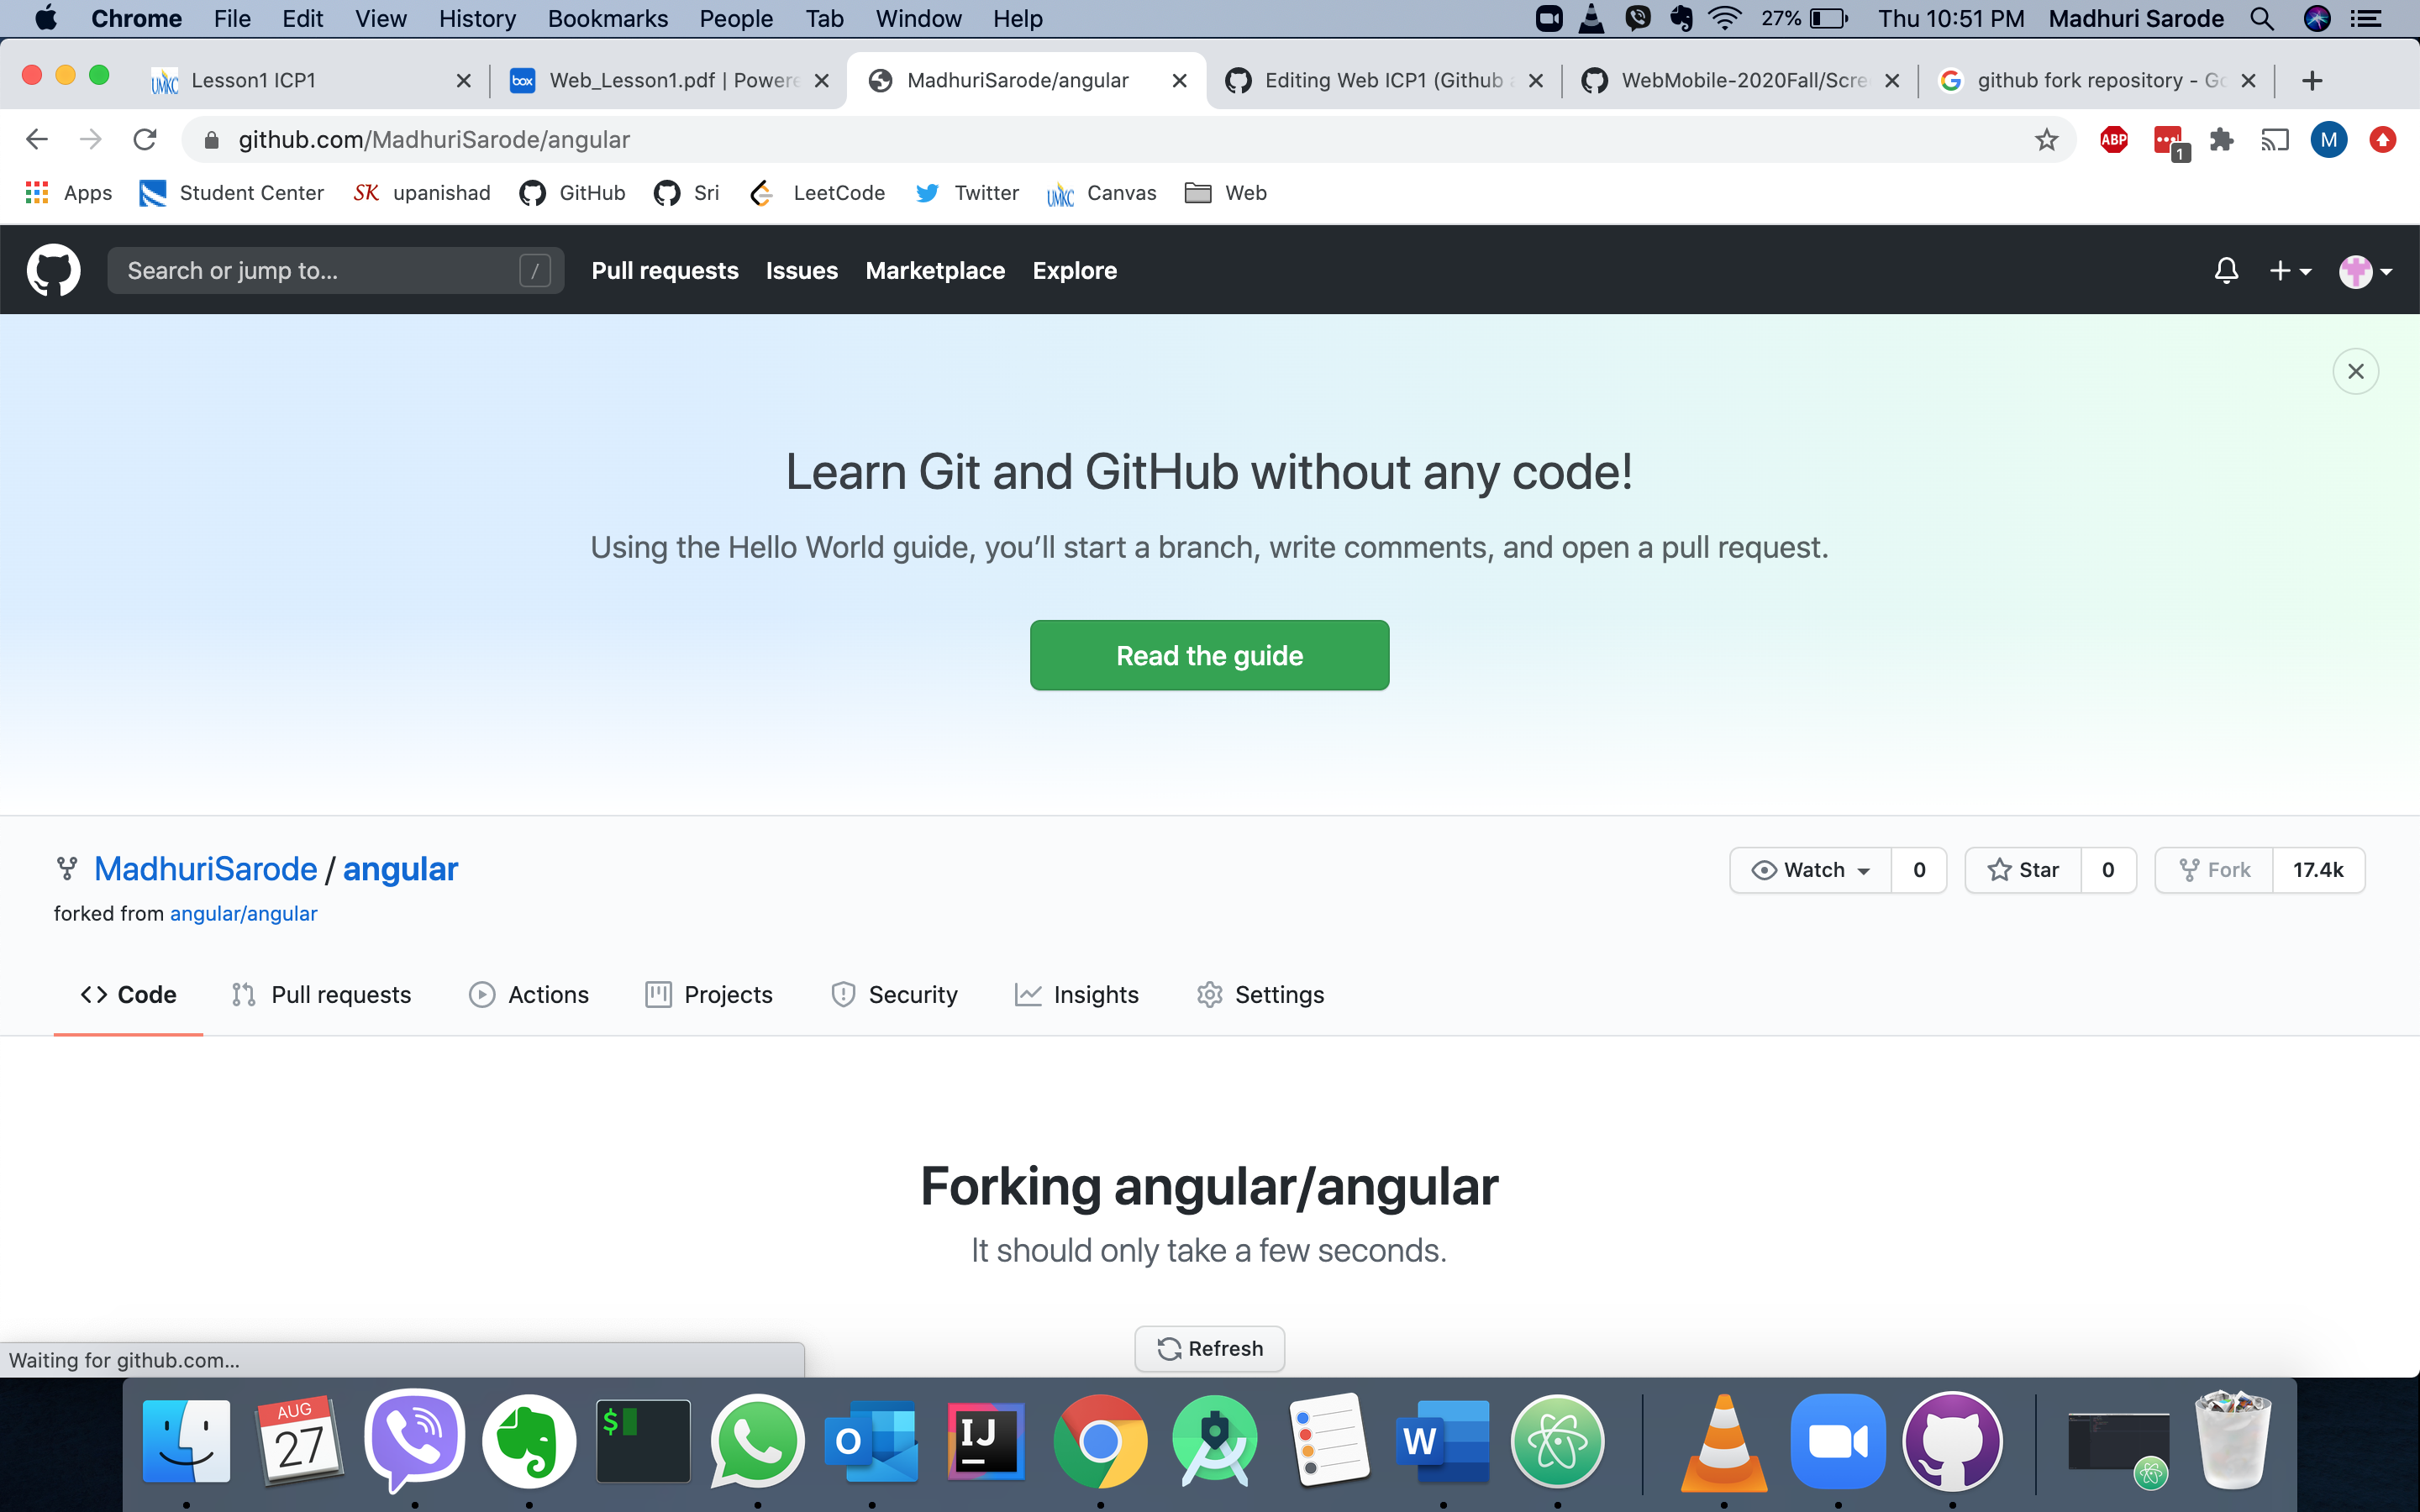 Chrome File Edit View History Bookmarks People Tab Window Help 27% Thu 10:51 PM Madhuri Sarode
UMKC Lesson1 ICP1 box Web_Lesson1.pdf | Powere MadhuriSarode/angular Editing Web ICP1 (Github a WebMobile-2020Fall/Scre github fork repository - Go
github.com/MadhuriSarode/angular ABP 1 M
Apps Student Center SK upanishad GitHub Sri LeetCode Twitter UMKC Canvas Web
Search or jump to... / Pull requests Issues Marketplace Explore
Learn Git and GitHub without any code!
Using the Hello World guide, you’ll start a branch, write comments, and open a pull request.
Read the guide
MadhuriSarode / angular Watch 0 Star 0 Fork 17.4k
forked from angular/angular
Code Pull requests Actions Projects Security Insights Settings
Forking angular/angular
It should only take a few seconds.
Refresh
Waiting for github.com...
AUG
27
$
O
IJ
W